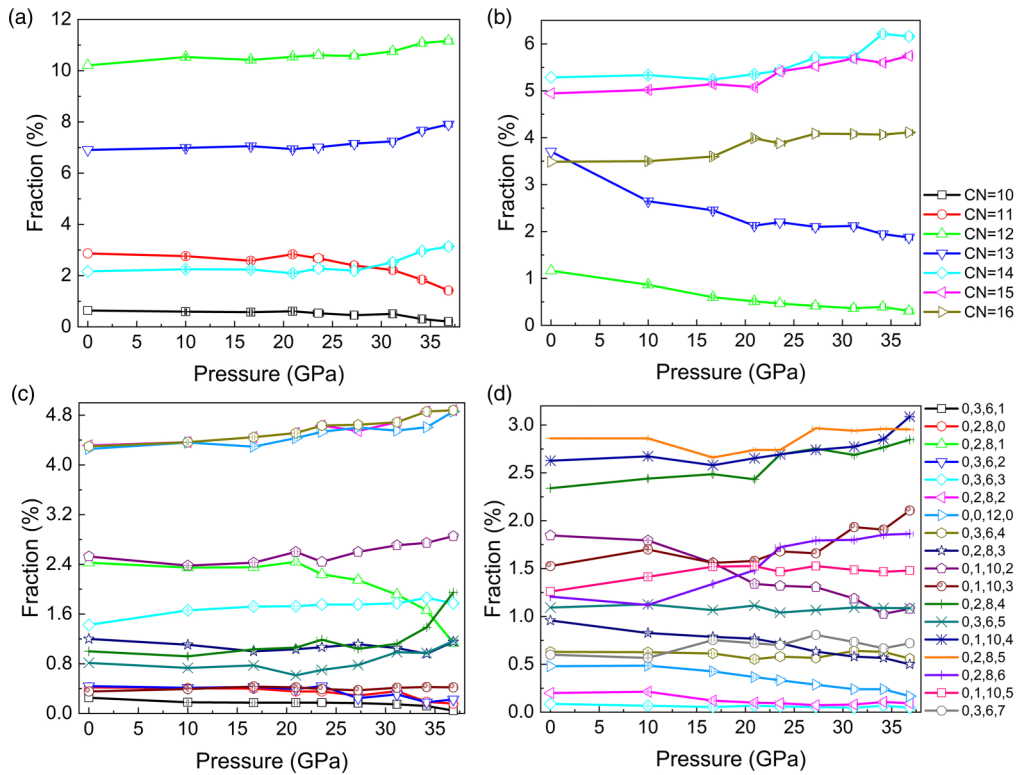 (a)
12
10
8
6
4
2
0
Fraction (%)
0 5 10 15 20 25 30 35
Pressure (GPa)
(b)
6
5
4
3
2
1
0
Fraction (%)
0 5 10 15 20 25 30 35
Pressure (GPa)
CN=10
CN=11
CN=12
CN=13
CN=14
CN=15
CN=16
(c)
4.8
4.0
3.2
2.4
1.6
0.8
0.0
Fraction (%)
0 5 10 15 20 25 30 35
Pressure (GPa)
(d)
3.0
2.5
2.0
1.5
1.0
0.5
0.0
Fraction (%)
0 5 10 15 20 25 30 35
Pressure (GPa)
0,3,6,1
0,2,8,0
0,2,8,1
0,3,6,2
0,3,6,3
0,2,8,2
0,0,12,0
0,3,6,4
0,2,8,3
0,1,10,2
0,1,10,3
0,2,8,4
0,3,6,5
0,1,10,4
0,2,8,5
0,2,8,6
0,1,10,5
0,3,6,7